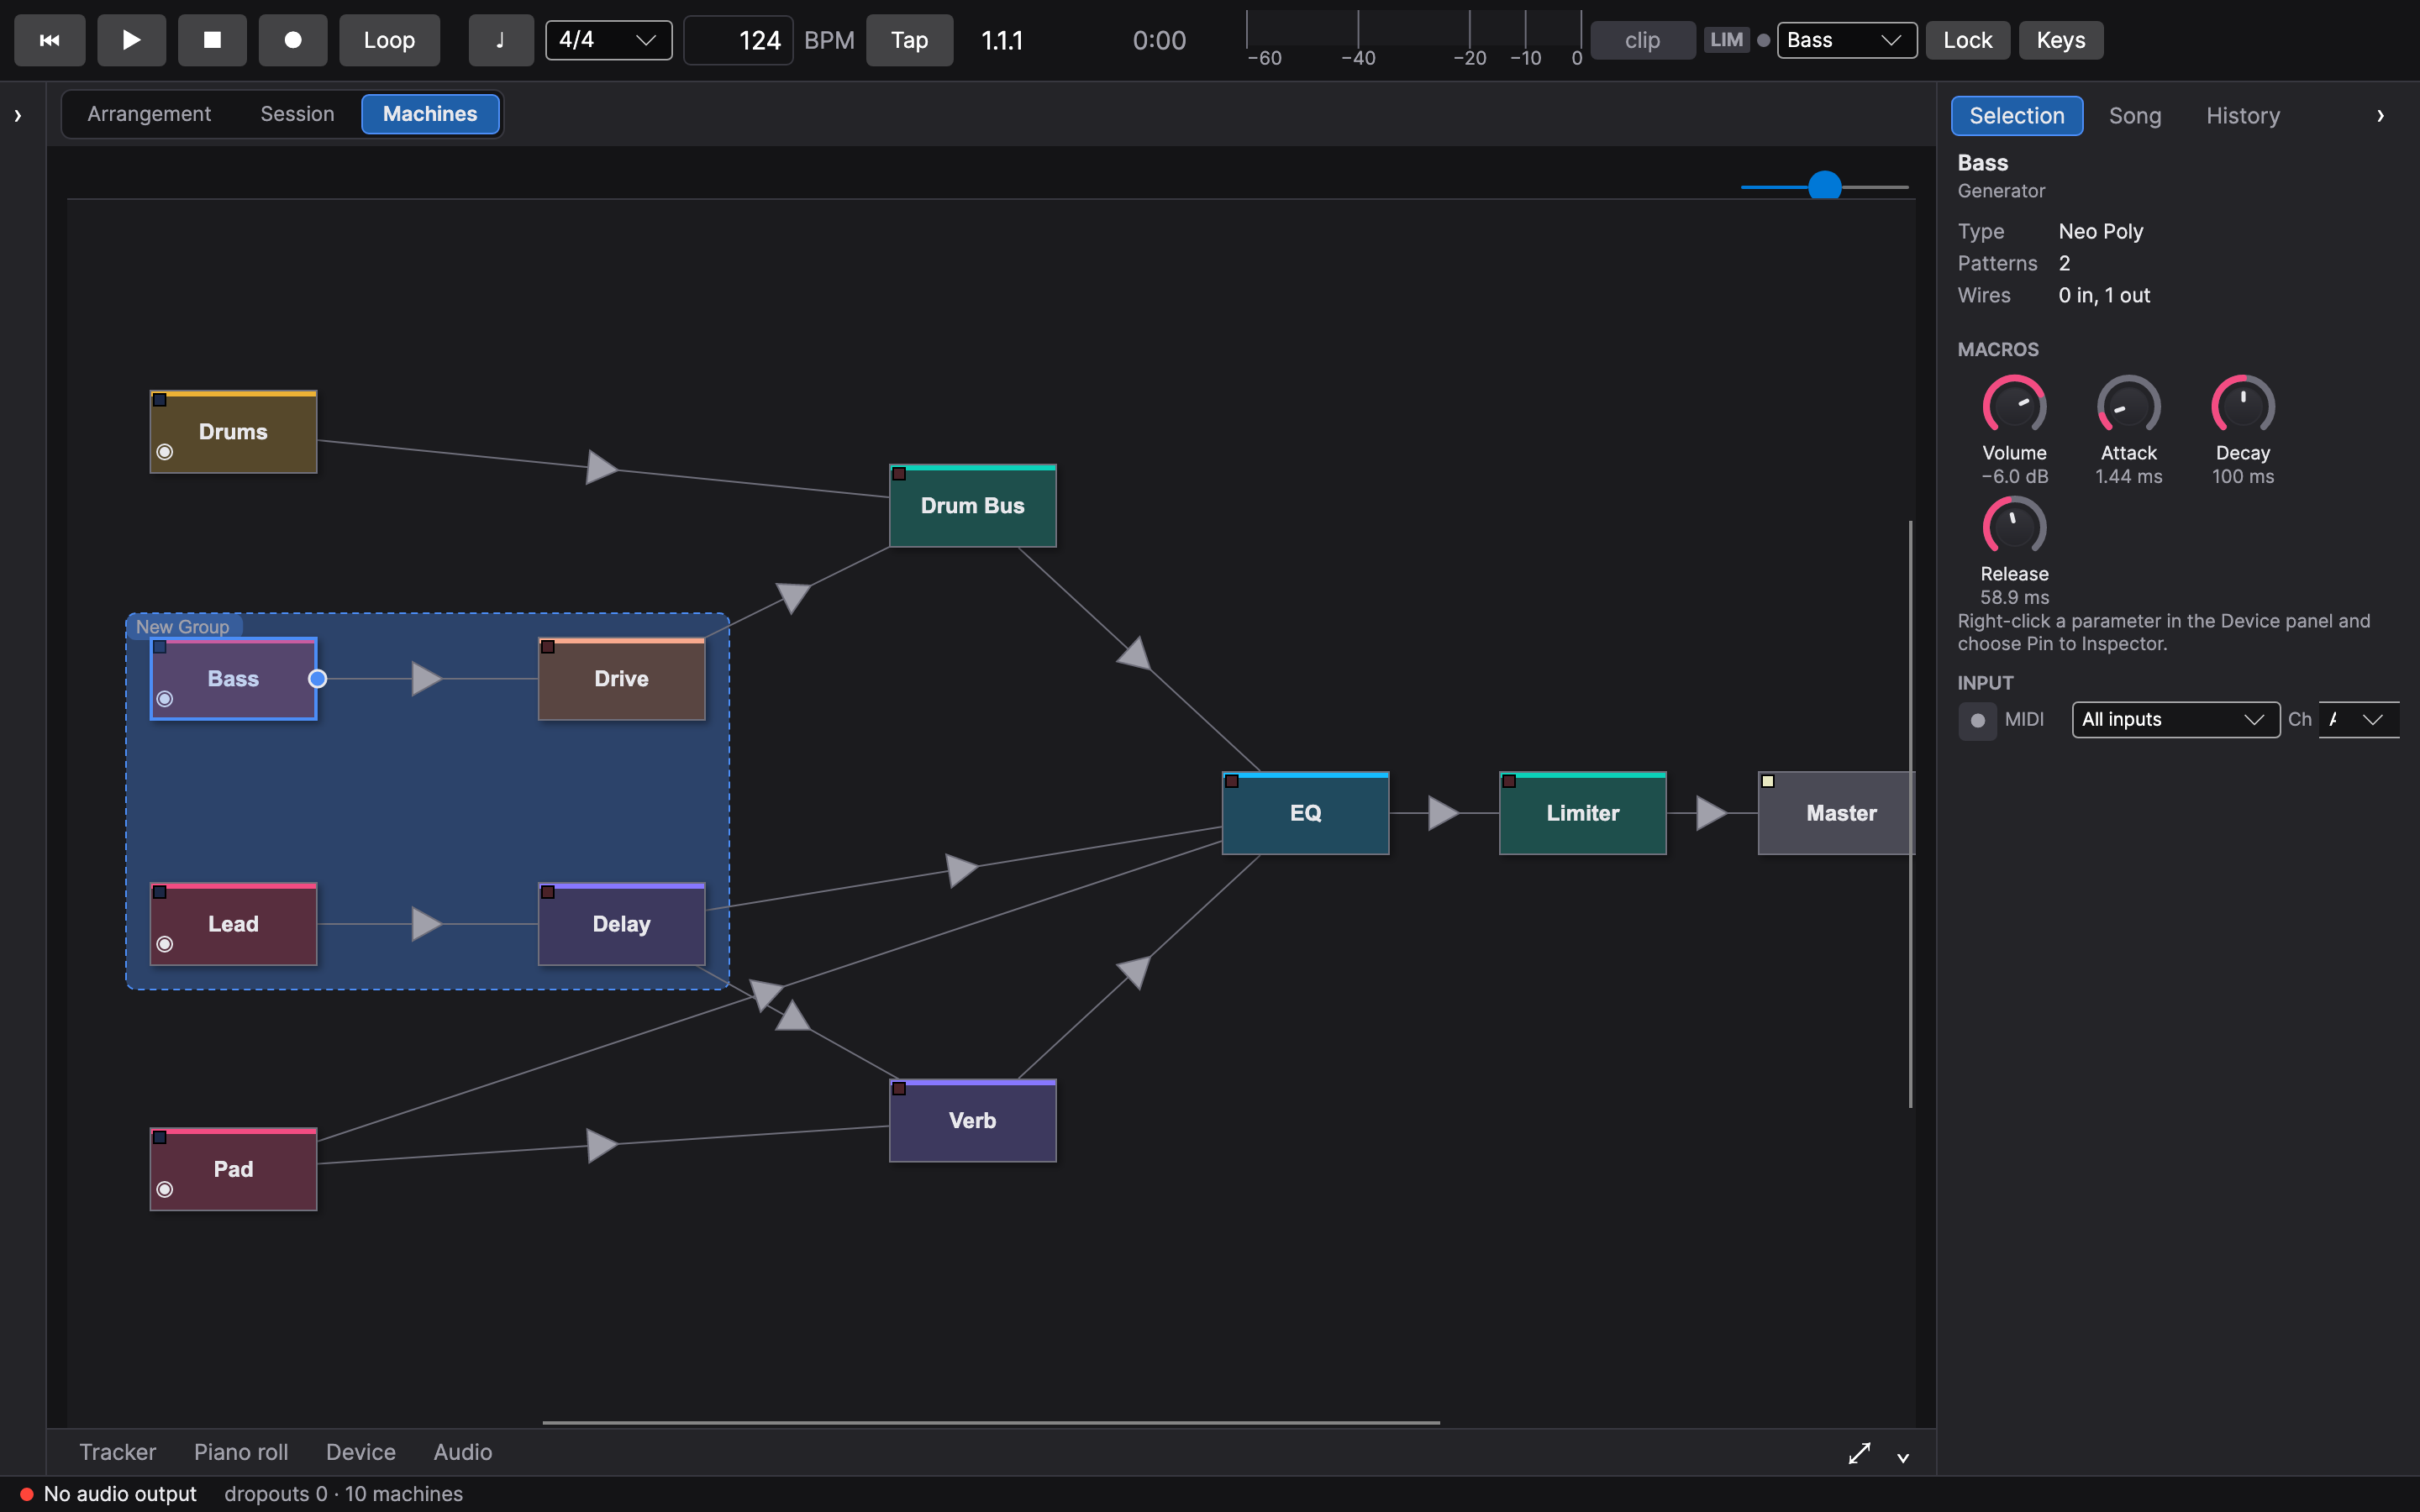 Loop
4/4
124 BPM
Tap
1.1.1
0:00
−60 −40 −20 −10 0
clip
LIM
Bass
Lock
Keys
Arrangement
Session
Machines
Selection
Song
History
Bass
Generator
Type Neo Poly
Patterns 2
Wires 0 in, 1 out
MACROS
Volume Attack Decay
−6.0 dB 1.44 ms 100 ms
Release
58.9 ms
Right-click a parameter in the Device panel and
choose Pin to Inspector.
INPUT
MIDI All inputs Ch
Drums
Drum Bus
New Group
Bass
Drive
EQ
Limiter
Master
Lead
Delay
Verb
Pad
Tracker
Piano roll
Device
Audio
No audio output
dropouts 0 · 10 machines